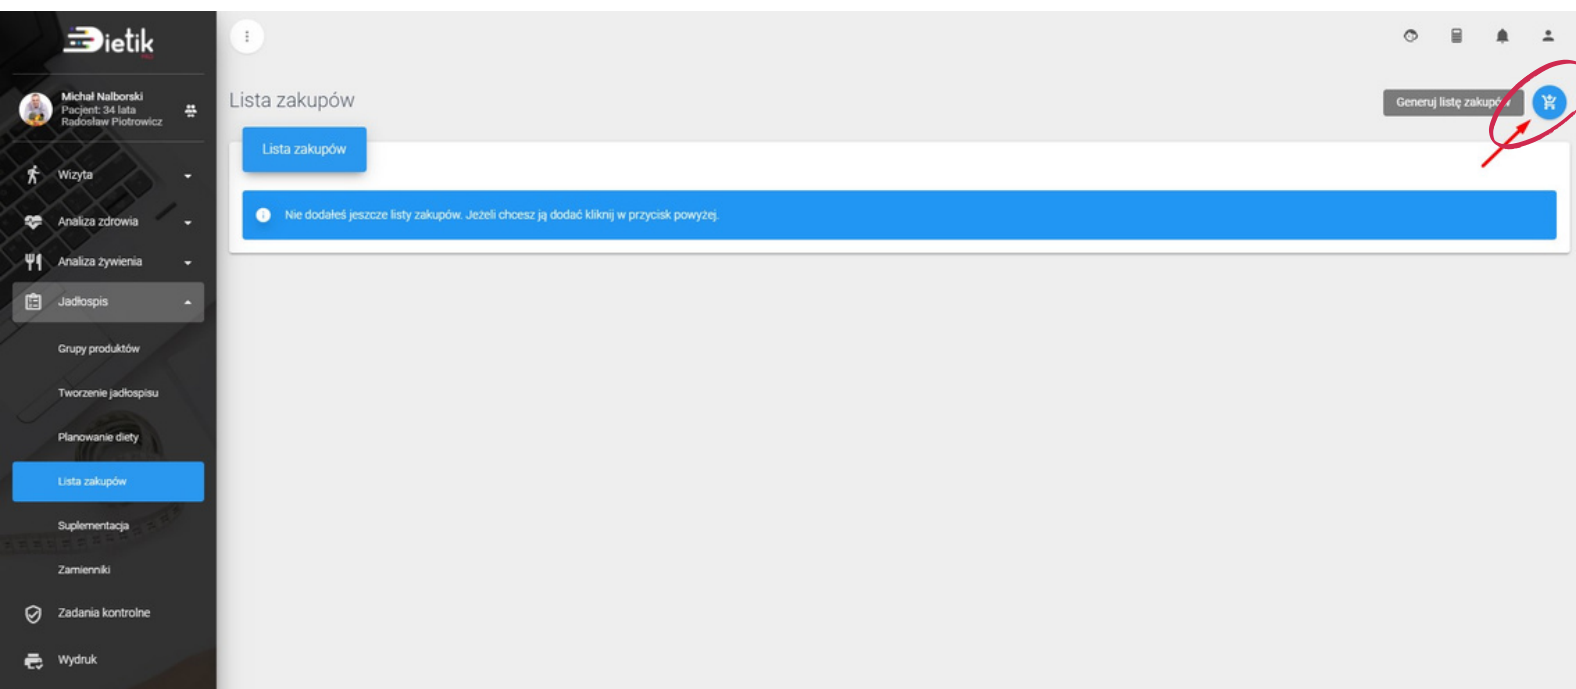 Dietik
Michał Nalborski
Pacjent: 34 lata
Radosław Piotrowicz
Wizyta
Analiza zdrowia
Analiza żywienia
Jadłospis
Grupy produktów
Tworzenie jadłospisu
Planowanie diety
Lista zakupów
Suplementacja
Zamienniki
Zadania kontrolne
Wydruk
Lista zakupów
Generuj listę zakupów
Lista zakupów
Nie dodałeś jeszcze listy zakupów. Jeżeli chcesz ją dodać kliknij w przycisk powyżej.